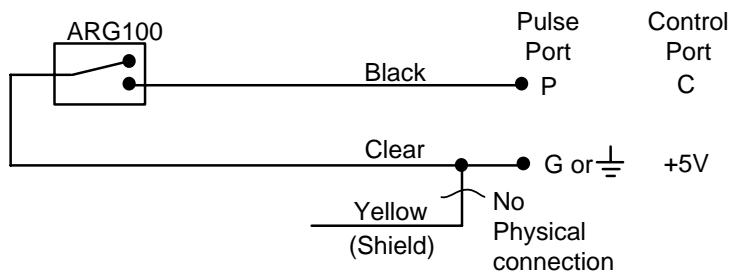 ARG100
Pulse Port
Control Port
Black
P
C
Clear
G or
+5V
Yellow
(Shield)
No
Physical
connection